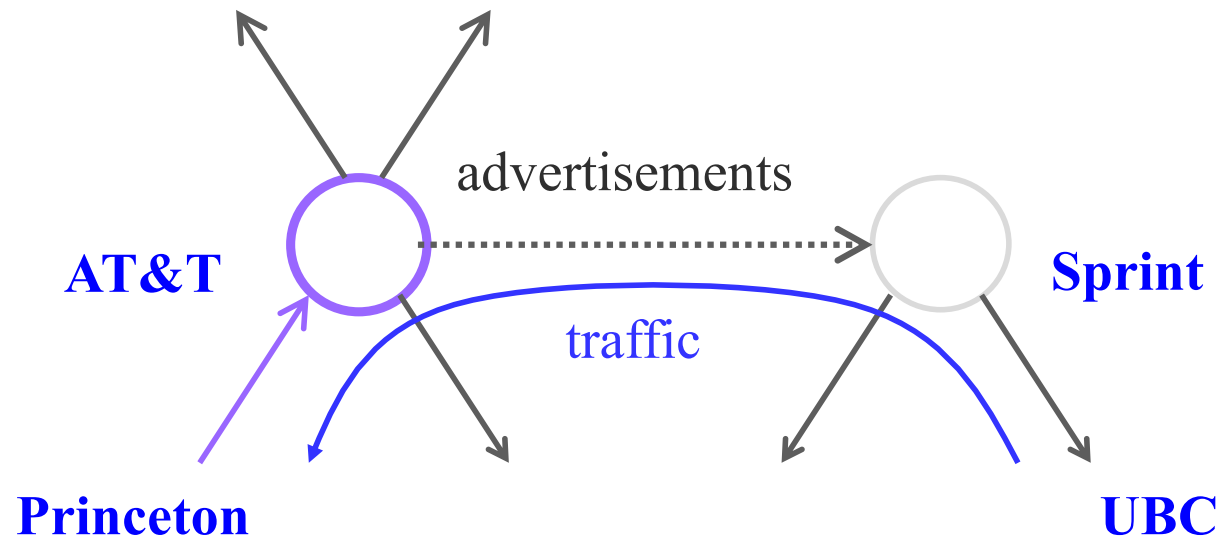 advertisements
AT&T
Sprint
traffic
Princeton
UBC